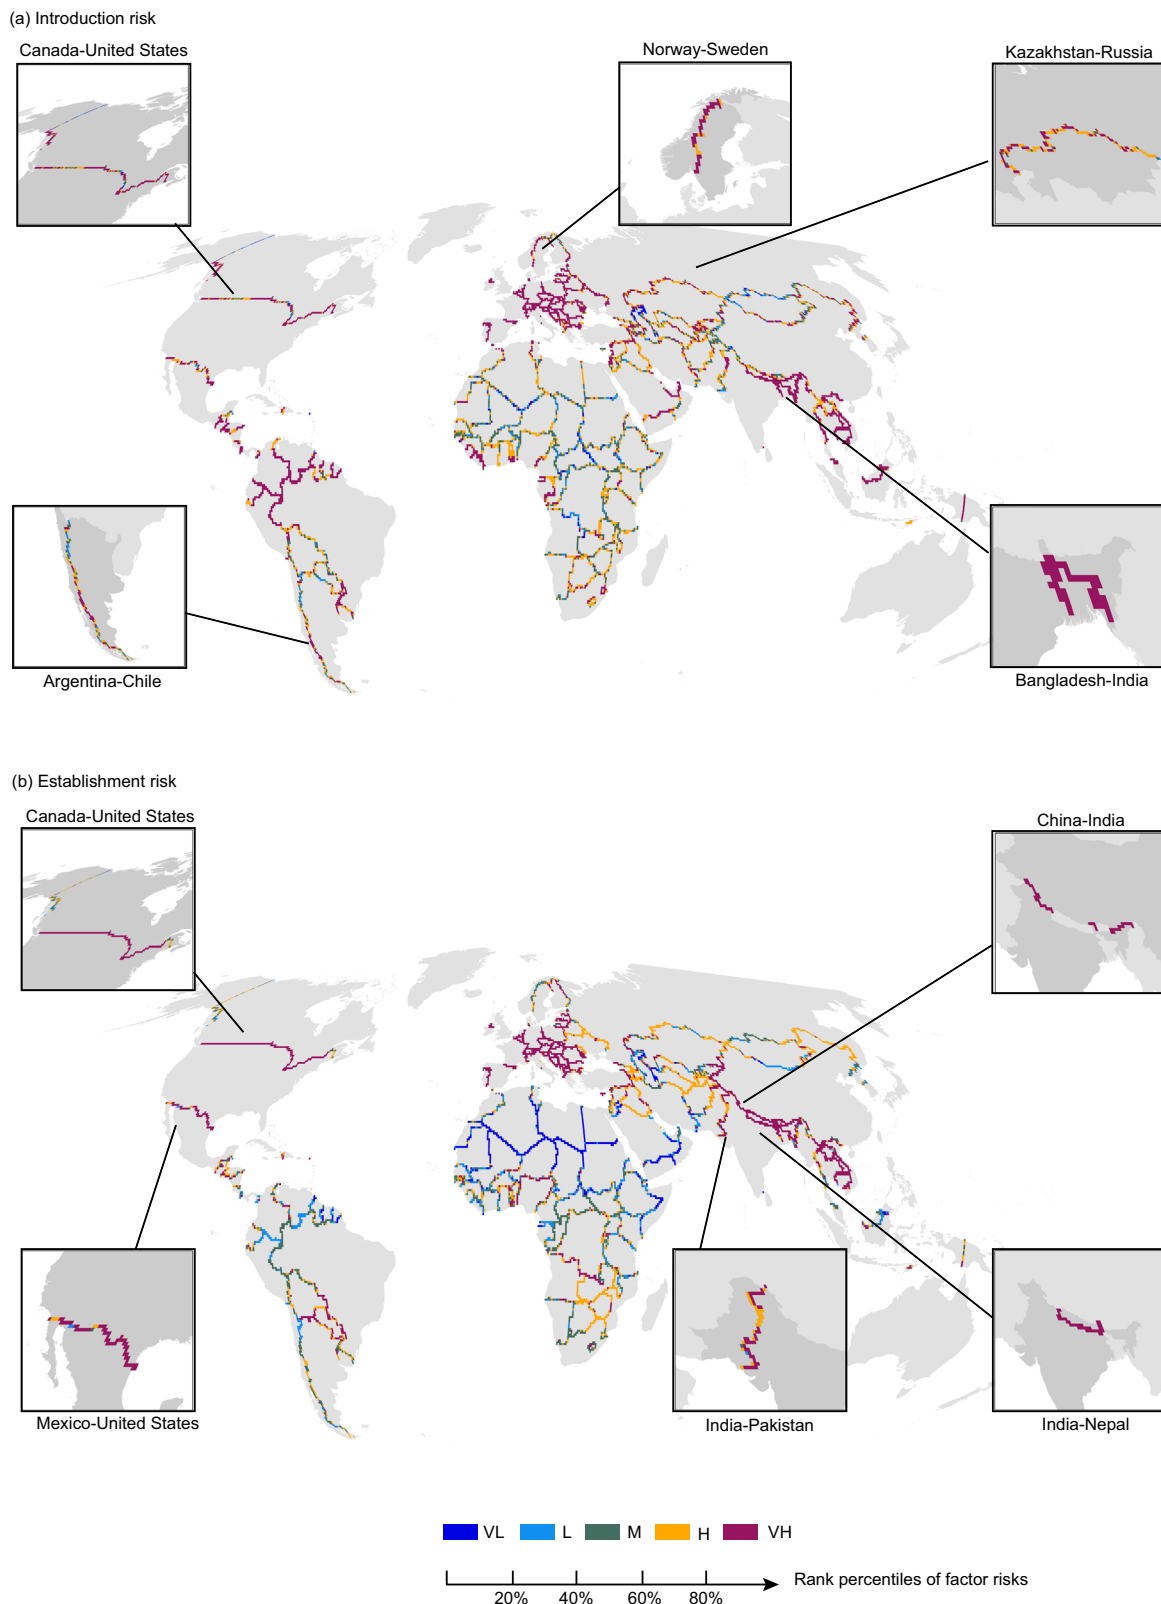 (a) Introduction risk
Canada-United States
Norway-Sweden
Kazakhstan-Russia
Argentina-Chile
Bangladesh-India
(b) Establishment risk
Canada-United States
China-India
Mexico-United States
India-Pakistan
India-Nepal
VL L M H VH
Rank percentiles of factor risks
20% 40% 60% 80%